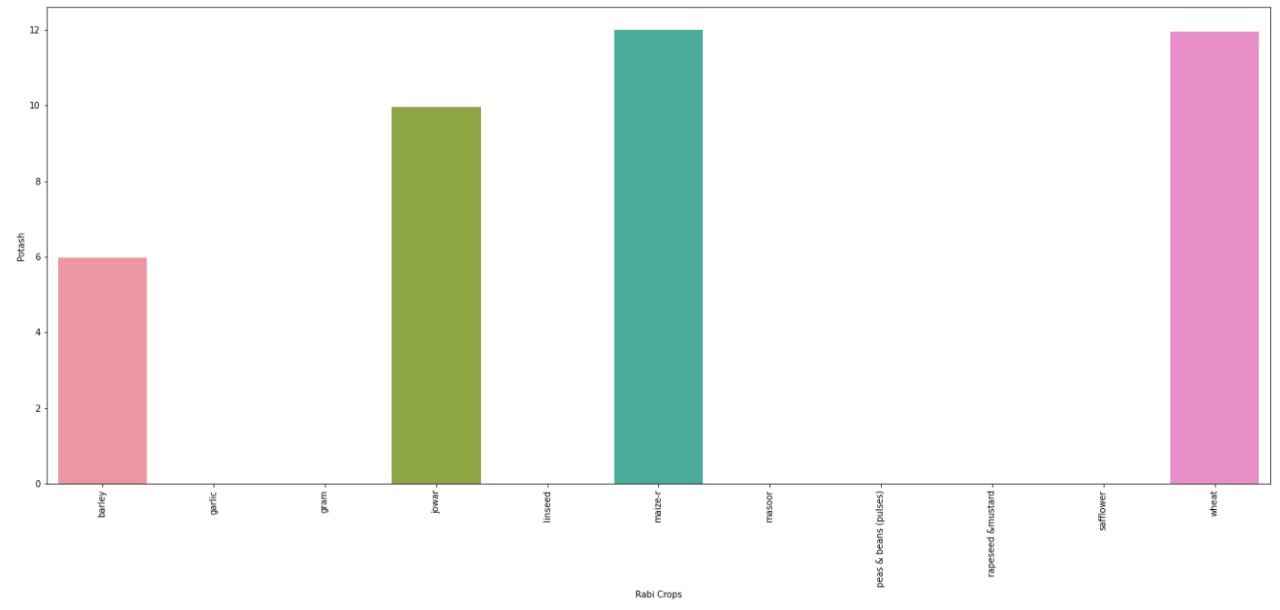 12
10
8
6
4
2
0
Potash
barley
garlic
gram
jowar
linseed
maize-r
masoor
peas & beans (pulses)
rapeseed &mustard
safflower
wheat
Rabi Crops